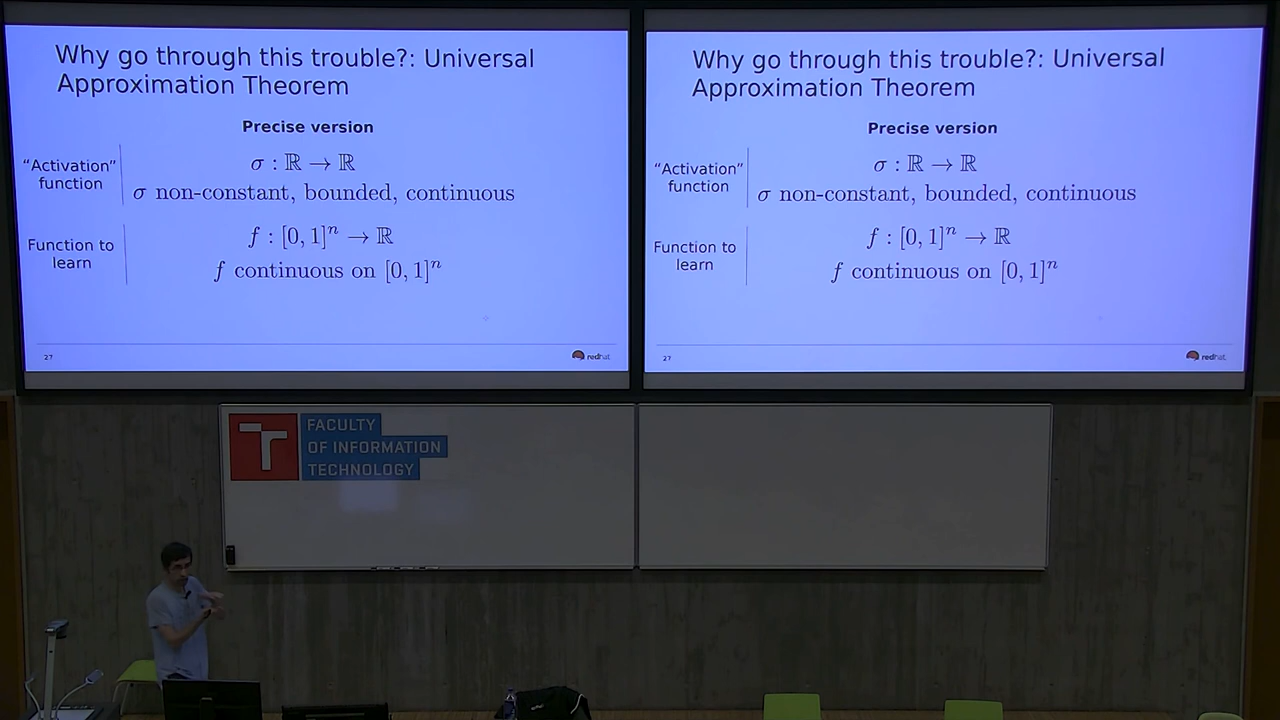 Why go through this trouble?: Universal
Approximation Theorem
Precise version
“Activation”
function
σ : ℝ → ℝ
σ non-constant, bounded, continuous
Function to
learn
f : [0, 1]ⁿ → ℝ
f continuous on [0, 1]ⁿ
27
redhat
Why go through this trouble?: Universal
Approximation Theorem
Precise version
“Activation”
function
σ : ℝ → ℝ
σ non-constant, bounded, continuous
Function to
learn
f : [0, 1]ⁿ → ℝ
f continuous on [0, 1]ⁿ
27
redhat
T
FACULTY
OF INFORMATION
TECHNOLOGY